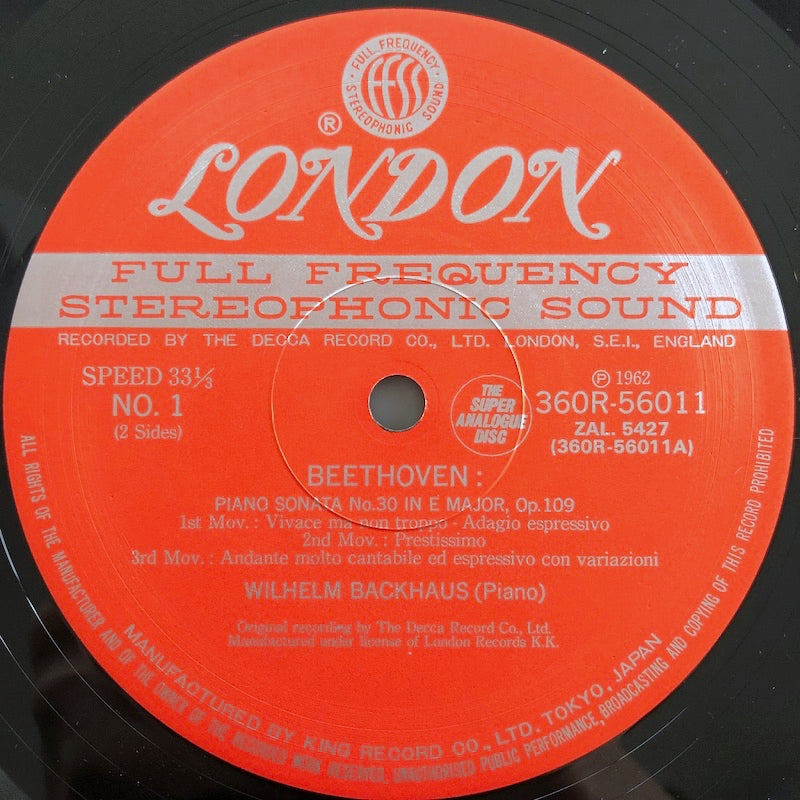 FULL FREQUENCY
FFSS
STEREOPHONIC SOUND
®
LONDON
FULL FREQUENCY
STEREOPHONIC SOUND
RECORDED BY THE DECCA RECORD CO., LTD. LONDON, S.E.I., ENGLAND
SPEED 33⅓
NO. 1
(2 Sides)
THE
SUPER
ANALOGUE
DISC
℗ 1962
360R-56011
ZAL. 5427
(360R-56011A)
BEETHOVEN :
PIANO SONATA No.30 IN E MAJOR, Op.109
1st Mov. : Vivace ma non troppo - Adagio espressivo
2nd Mov. : Prestissimo
3rd Mov. : Andante molto cantabile ed espressivo con variazioni
WILHELM BACKHAUS (Piano)
Original recording by The Decca Record Co., Ltd.
Manufactured under license of London Records K.K.
MANUFACTURED BY KING RECORD CO., LTD. TOKYO, JAPAN
ALL RIGHTS OF THE MANUFACTURER AND OF THE OWNER OF THE RECORDED WORK RESERVED, UNAUTHORISED PUBLIC PERFORMANCE, BROADCASTING AND COPYING OF THIS RECORD PROHIBITED